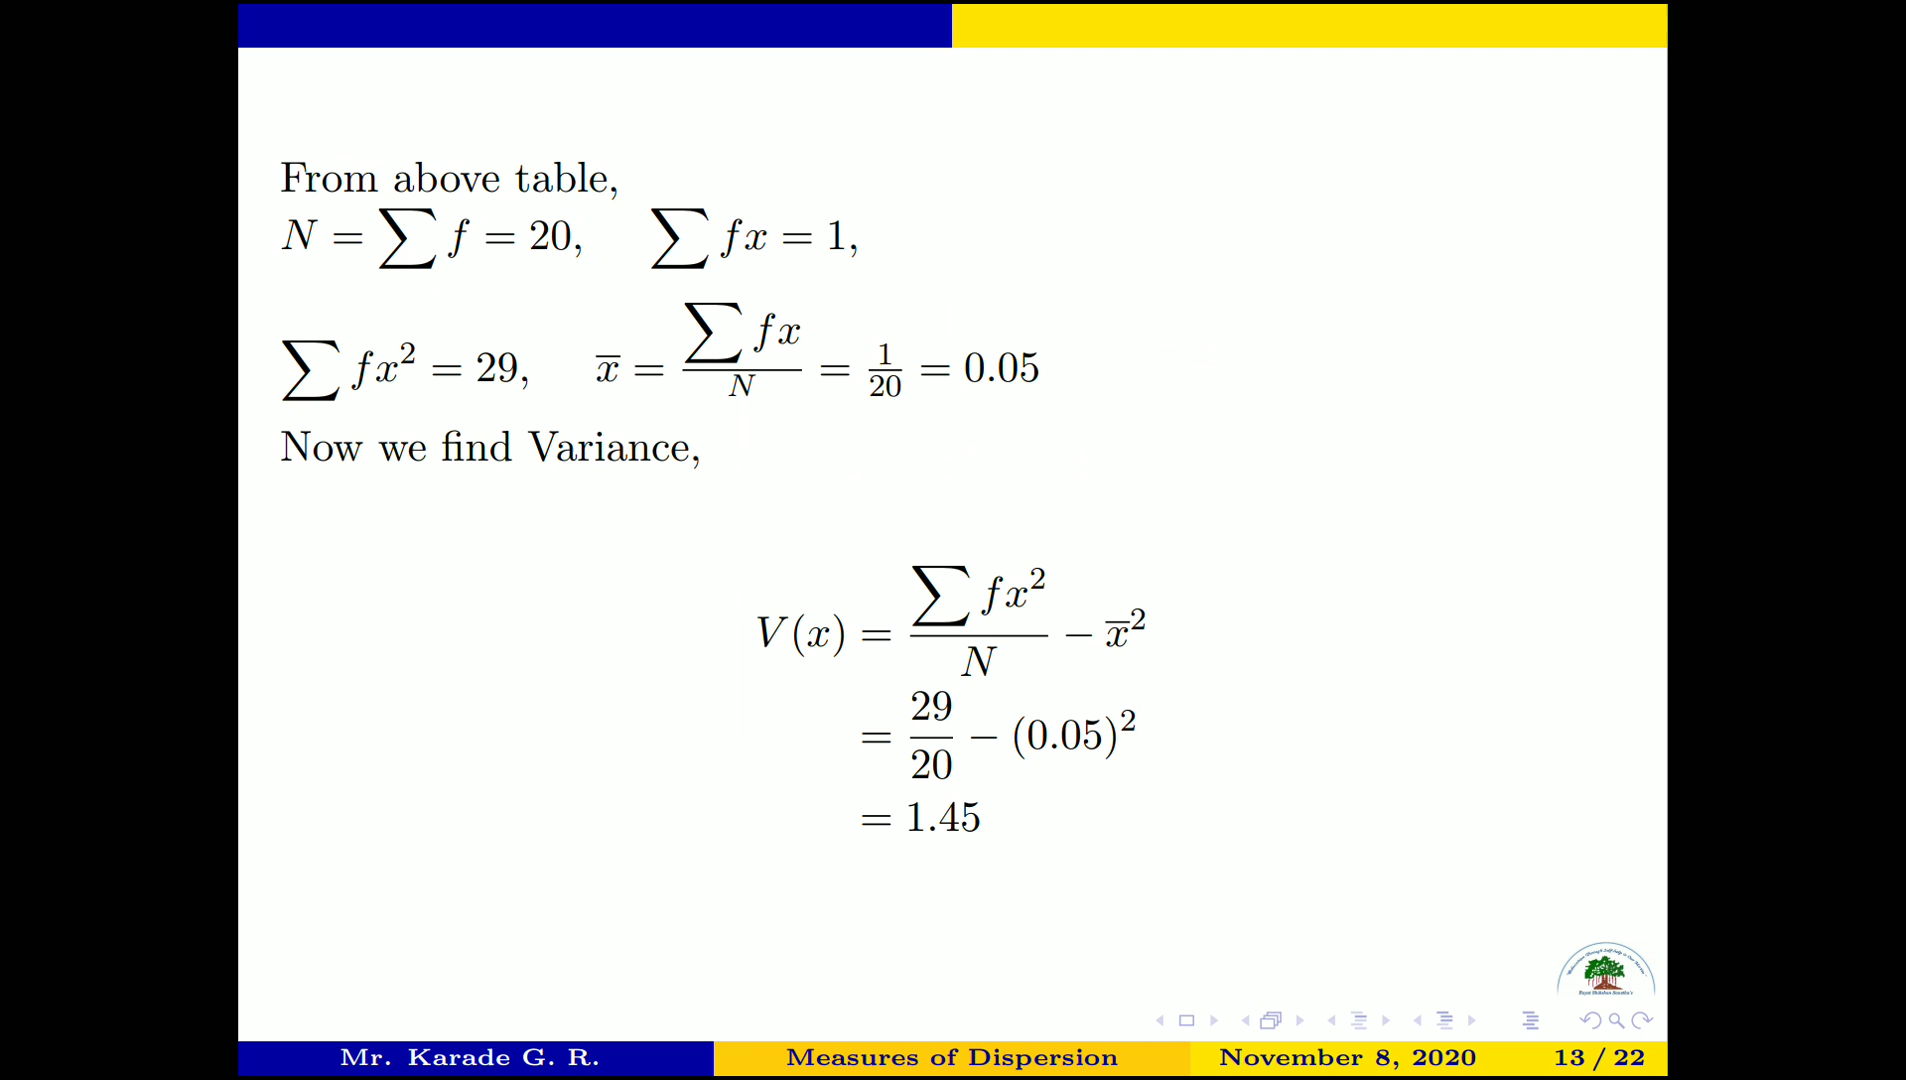 From above table,
N = ∑ f = 20, ∑ fx = 1,
∑ fx² = 29, x̅ = ∑ fx / N = 1/20 = 0.05
Now we find Variance,
V(x) = ∑ fx² / N − x̅²
= 29/20 − (0.05)²
= 1.45
Mr. Karade G. R. Measures of Dispersion November 8, 2020 13 / 22